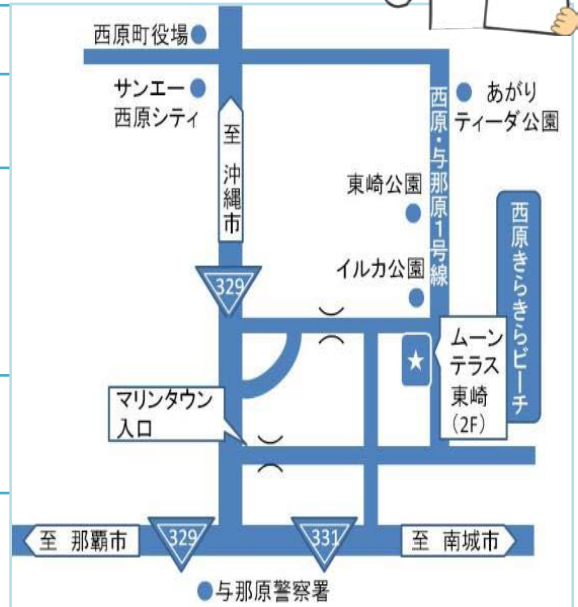 西原町役場
サンエー
西原シティ
至 沖縄市
西原・与那原1号線
あがり
ティーダ公園
東崎公園
イルカ公園
西原きらきらビーチ
329
ムーン
テラス
東崎
(2F)
マリンタウン
入口
至 那覇市
329
331
至 南城市
与那原警察署